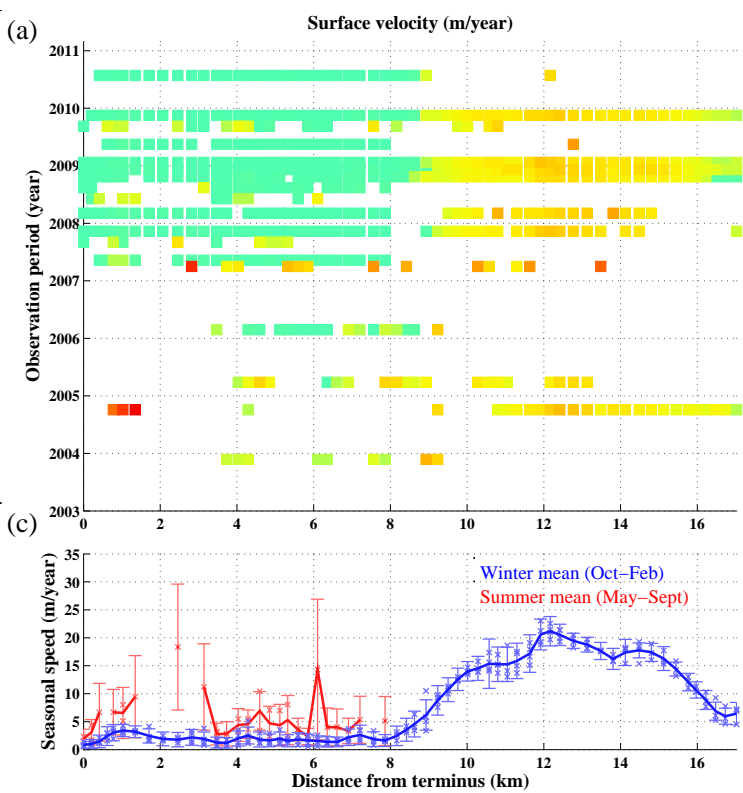 (a)
Surface velocity (m/year)
Observation period (year)
2011
2010
2009
2008
2007
2006
2005
2004
2003
0 2 4 6 8 10 12 14 16
(c)
Seasonal speed (m/year)
35
30
25
20
15
10
5
0
Winter mean (Oct–Feb)
Summer mean (May–Sept)
0 2 4 6 8 10 12 14 16
Distance from terminus (km)